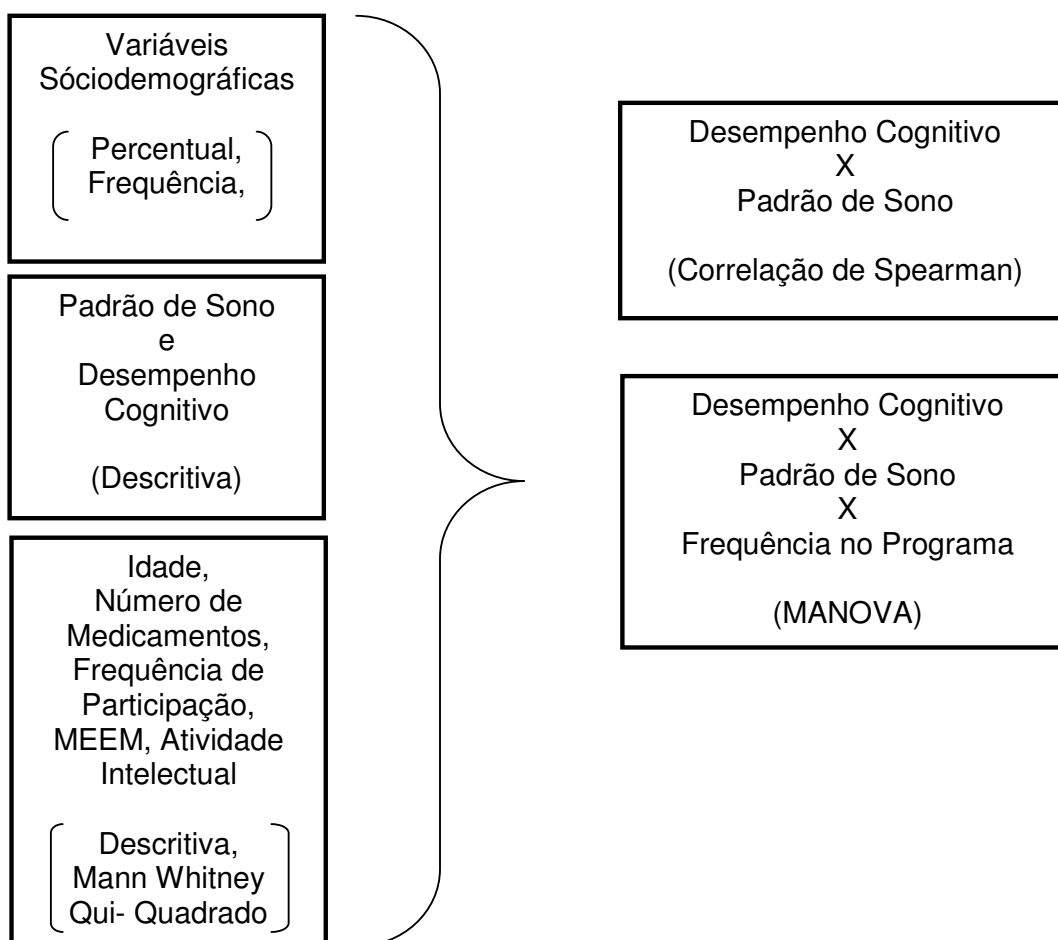 Variáveis
Sóciodemográficas
Percentual,
Frequência,
Padrão de Sono
e
Desempenho
Cognitivo
(Descritiva)
Idade,
Número de
Medicamentos,
Frequência de
Participação,
MEEM, Atividade
Intelectual
Descritiva,
Mann Whitney
Qui- Quadrado
Desempenho Cognitivo
X
Padrão de Sono
(Correlação de Spearman)
Desempenho Cognitivo
X
Padrão de Sono
X
Frequência no Programa
(MANOVA)